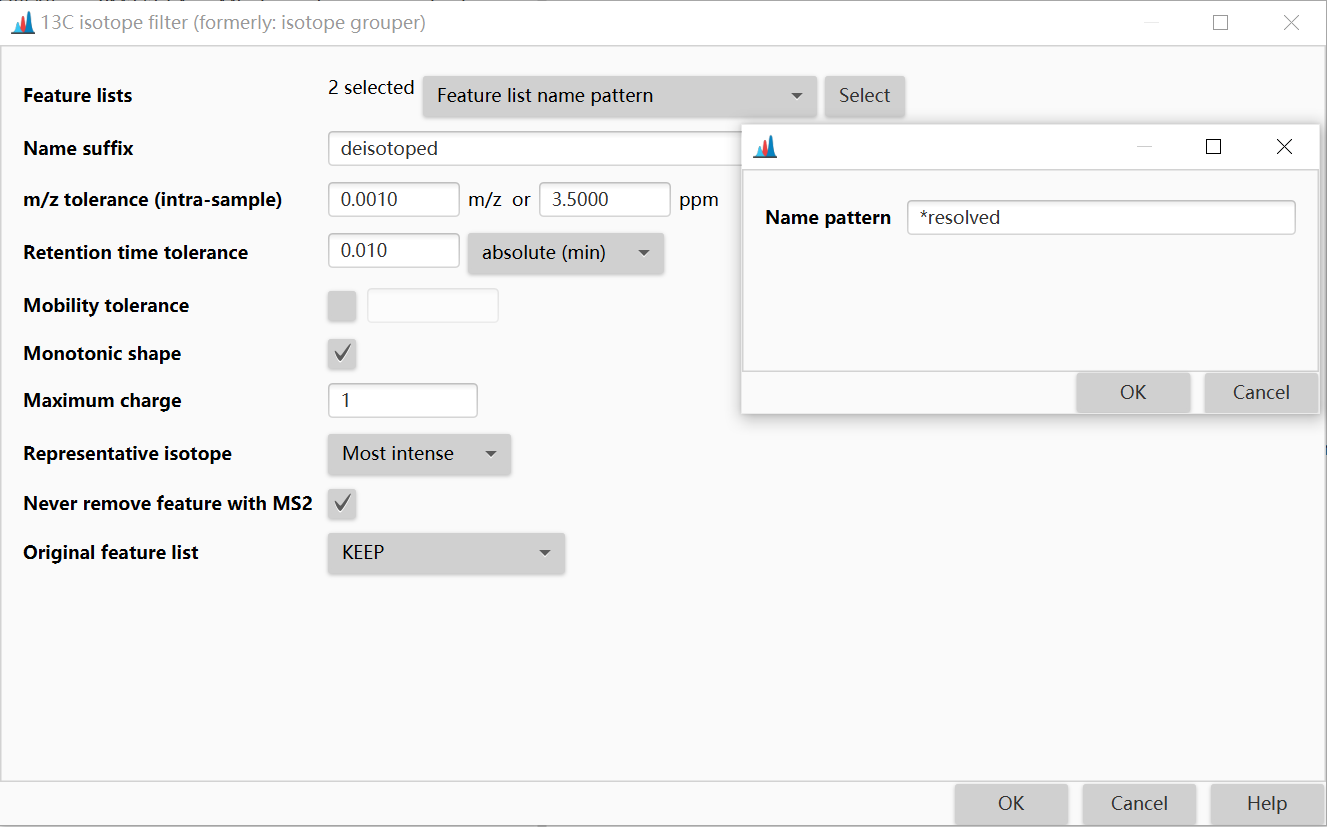 13C isotope filter (formerly: isotope grouper)
Feature lists 2 selected Feature list name pattern Select
Name suffix deisotoped
m/z tolerance (intra-sample) 0.0010 m/z or 3.5000 ppm
Retention time tolerance 0.010 absolute (min)
Mobility tolerance
Monotonic shape
Maximum charge 1
Representative isotope Most intense
Never remove feature with MS2
Original feature list KEEP
Name pattern *resolved
OK Cancel
OK Cancel Help